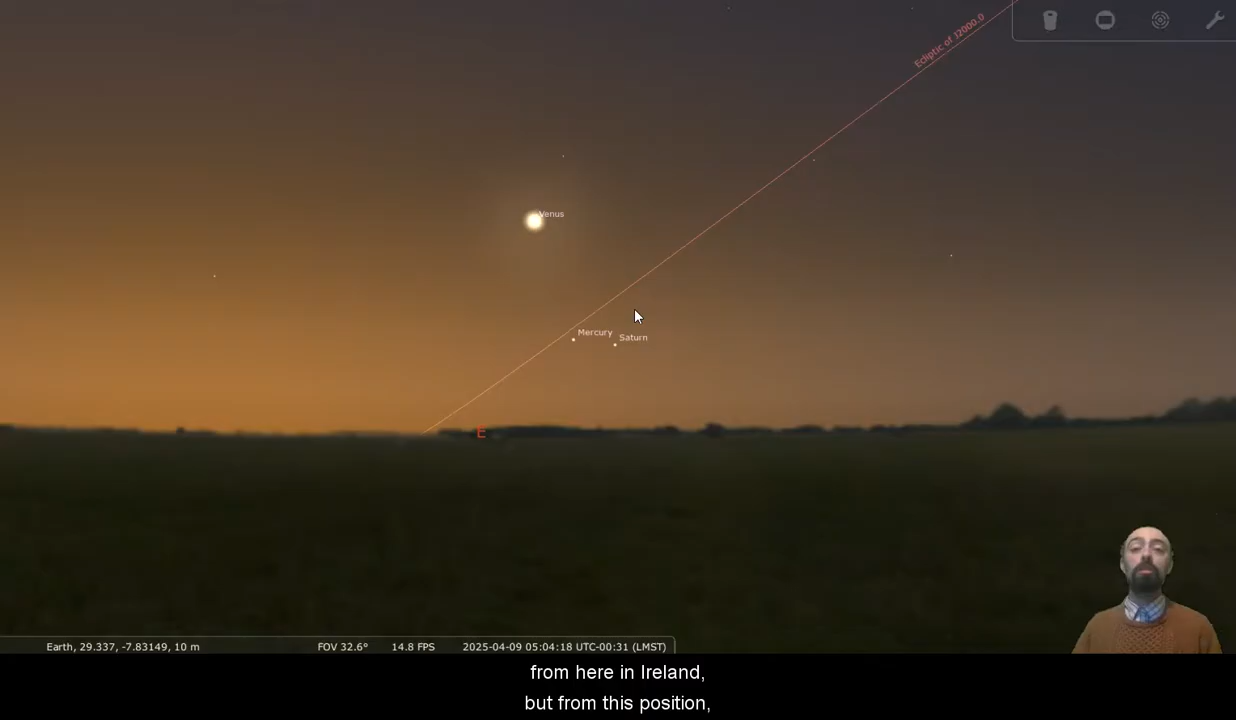 Ecliptic of J2000.0
Venus
Mercury
Saturn
E
Earth, 29.337, -7.83149, 10 m FOV 32.6° 14.8 FPS 2025-04-09 05:04:18 UTC-00:31 (LMST)
from here in Ireland,
but from this position,